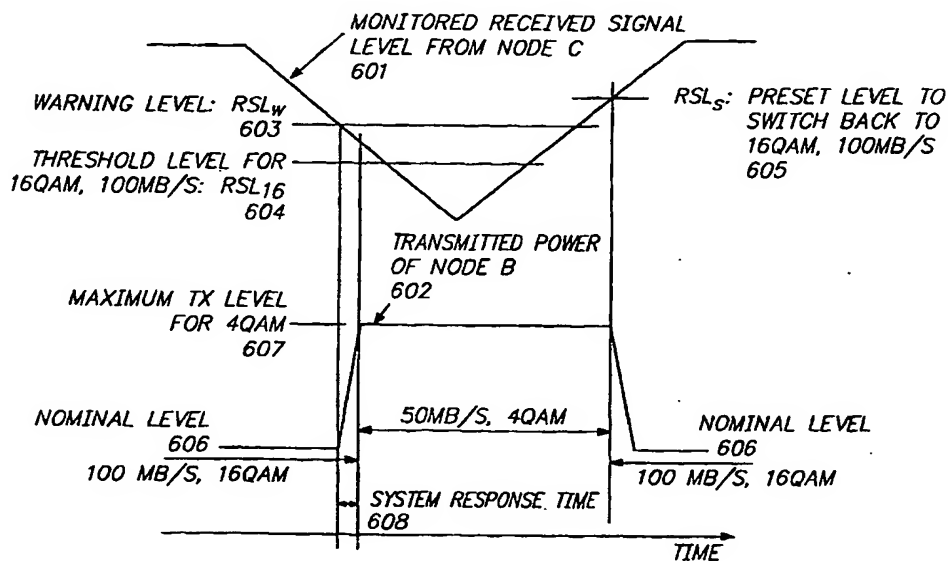 MONITORED RECEIVED SIGNAL
LEVEL FROM NODE C
601
WARNING LEVEL: RSLw
603
THRESHOLD LEVEL FOR
16QAM, 100MB/S: RSL16
604
RSLs: PRESET LEVEL TO
SWITCH BACK TO
16QAM, 100MB/S
605
TRANSMITTED POWER
OF NODE B
602
MAXIMUM TX LEVEL
FOR 4QAM
607
NOMINAL LEVEL
606
100 MB/S, 16QAM
50MB/S, 4QAM
NOMINAL LEVEL
606
100 MB/S, 16QAM
SYSTEM RESPONSE TIME
608
TIME